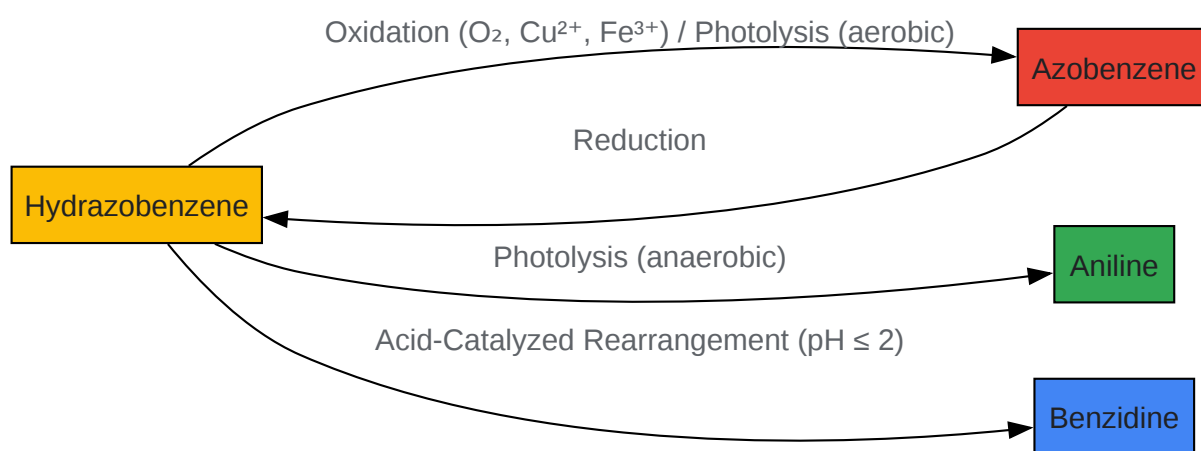 Oxidation (O₂, Cu²⁺, Fe³⁺) / Photolysis (aerobic)
Azobenzene
Reduction
Hydrazobenzene
Photolysis (anaerobic)
Aniline
Acid-Catalyzed Rearrangement (pH ≤ 2)
Benzidine